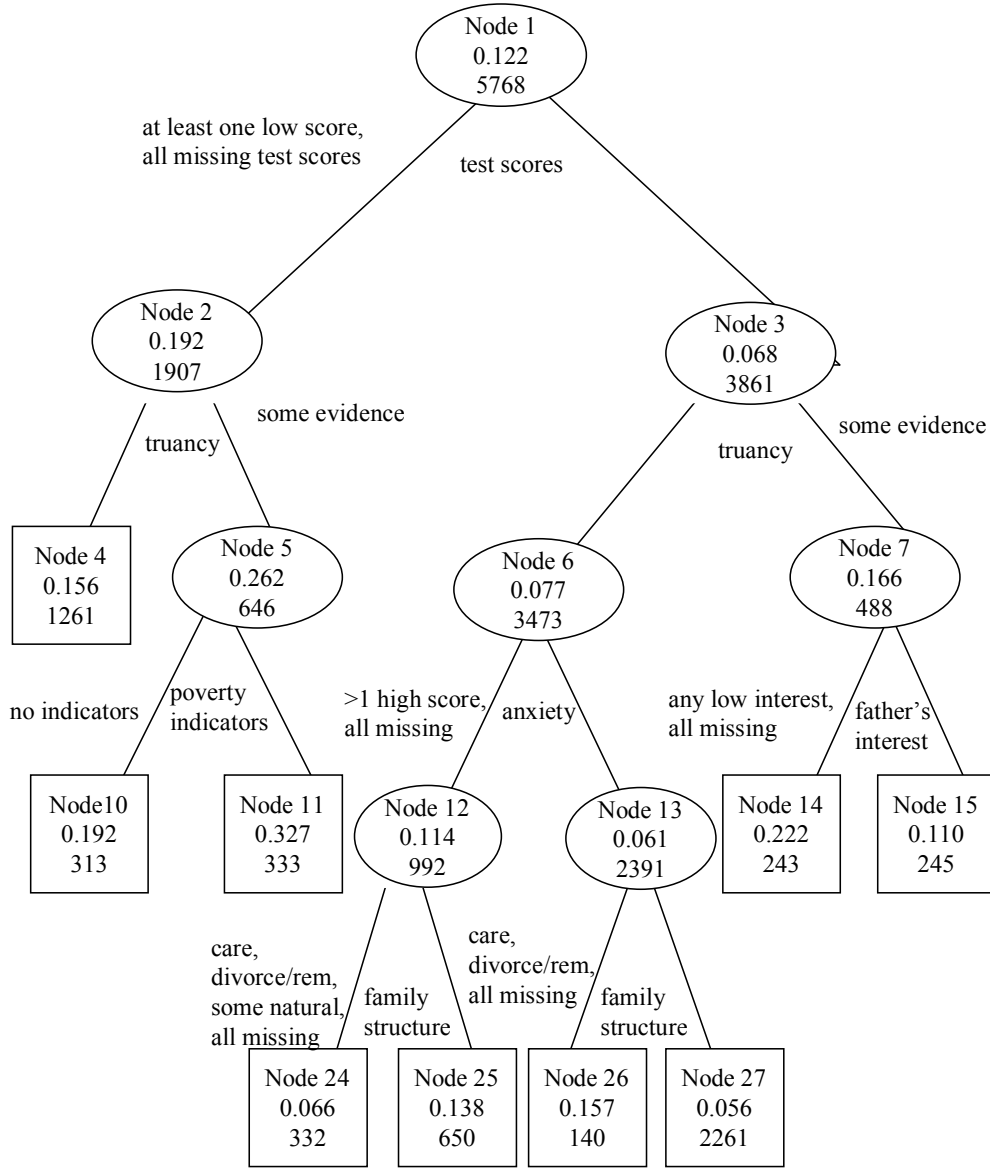 Node 1
0.122
5768
at least one low score,
all missing test scores
test scores
Node 2
0.192
1907
Node 3
0.068
3861
truancy
some evidence
truancy
some evidence
Node 4
0.156
1261
Node 5
0.262
646
Node 6
0.077
3473
Node 7
0.166
488
no indicators
poverty
indicators
>1 high score,
all missing
anxiety
any low interest,
all missing
father’s
interest
Node10
0.192
313
Node 11
0.327
333
Node 12
0.114
992
Node 13
0.061
2391
Node 14
0.222
243
Node 15
0.110
245
care,
divorce/rem,
some natural,
all missing
family
structure
care,
divorce/rem,
all missing
family
structure
Node 24
0.066
332
Node 25
0.138
650
Node 26
0.157
140
Node 27
0.056
2261